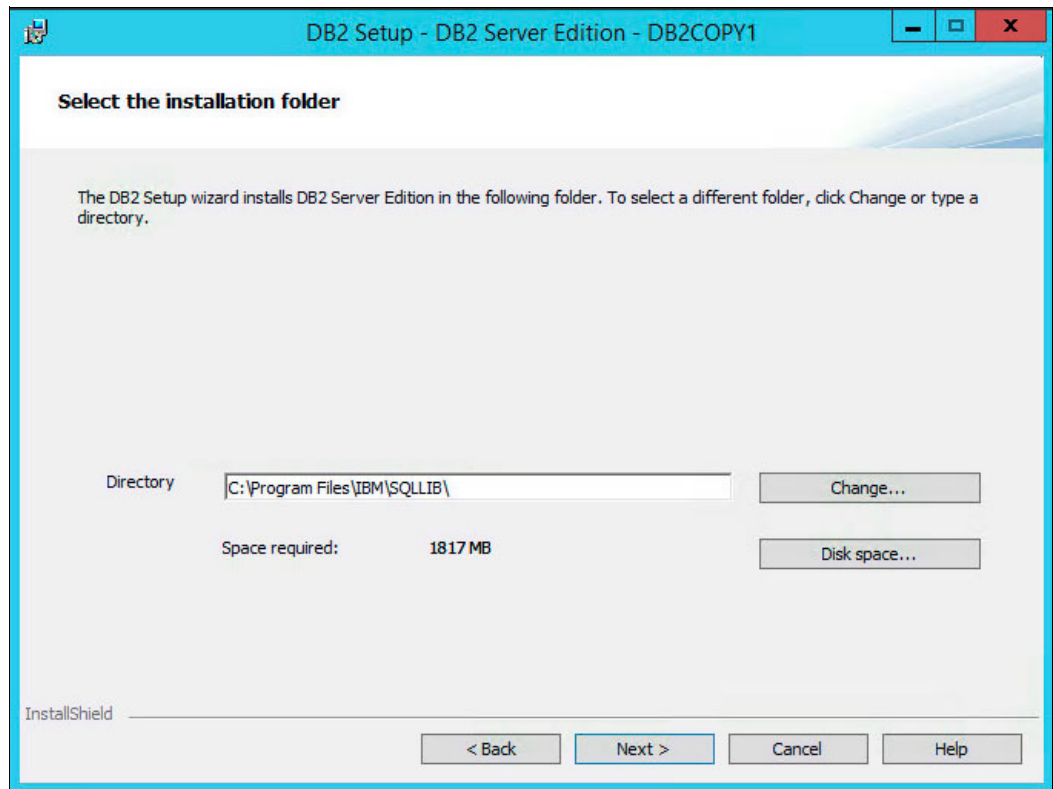 DB2 Setup - DB2 Server Edition - DB2COPY1
Select the installation folder
The DB2 Setup wizard installs DB2 Server Edition in the following folder. To select a different folder, click Change or type a
directory.
Directory
C:\Program Files\IBM\SQLLIB\
Change...
Space required:
1817 MB
Disk space...
InstallShield
< Back
Next >
Cancel
Help